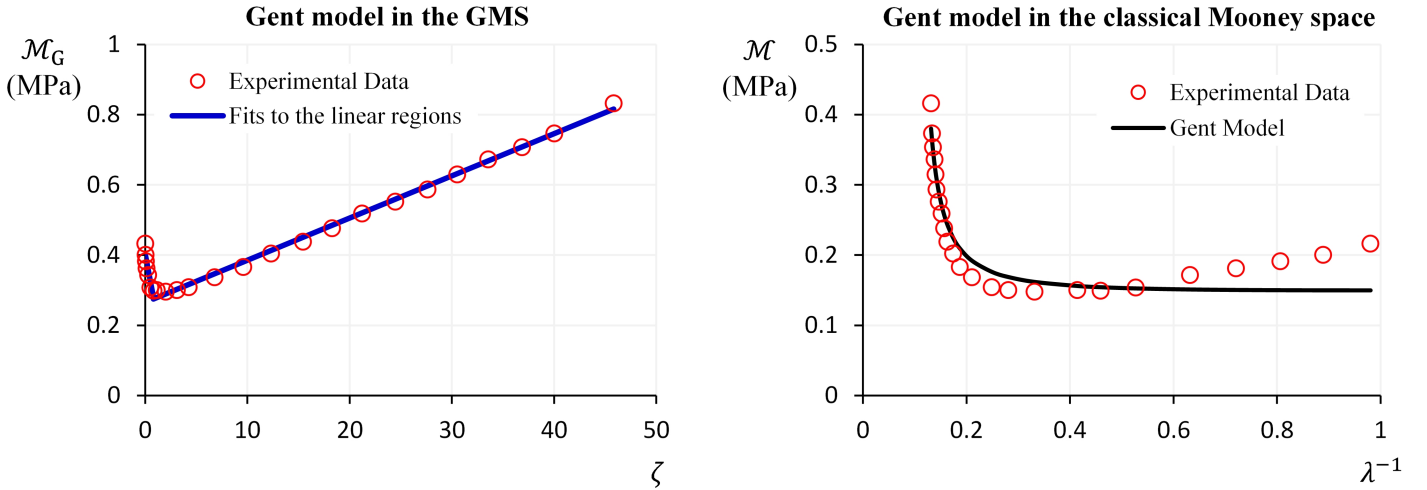 Gent model in the GMS
ℳG
(MPa)
1
0.8
0.6
0.4
0.2
0
Experimental Data
Fits to the linear regions
0 10 20 30 40 50
ζ
Gent model in the classical Mooney space
ℳ
(MPa)
0.5
0.4
0.3
0.2
0.1
0
Experimental Data
Gent Model
0 0.2 0.4 0.6 0.8 1
λ⁻¹